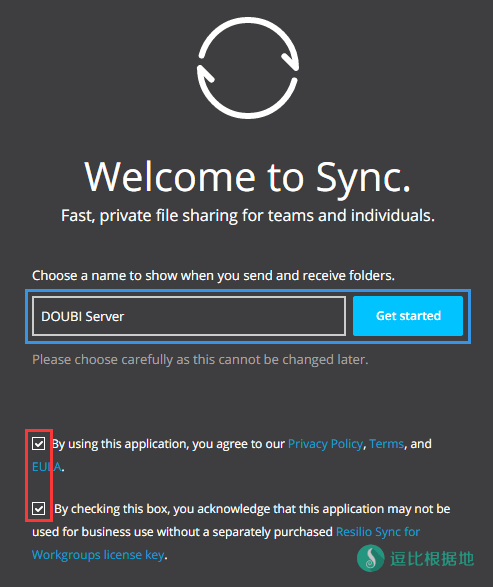 Welcome to Sync.
Fast, private file sharing for teams and individuals.
Choose a name to show when you send and receive folders.
DOUBI Server
Get started
Please choose carefully as this cannot be changed later.
By using this application, you agree to our Privacy Policy, Terms, and
EULA.
By checking this box, you acknowledge that this application may not be
used for business use without a separately purchased Resilio Sync for
Workgroups license key.
逗比根据地